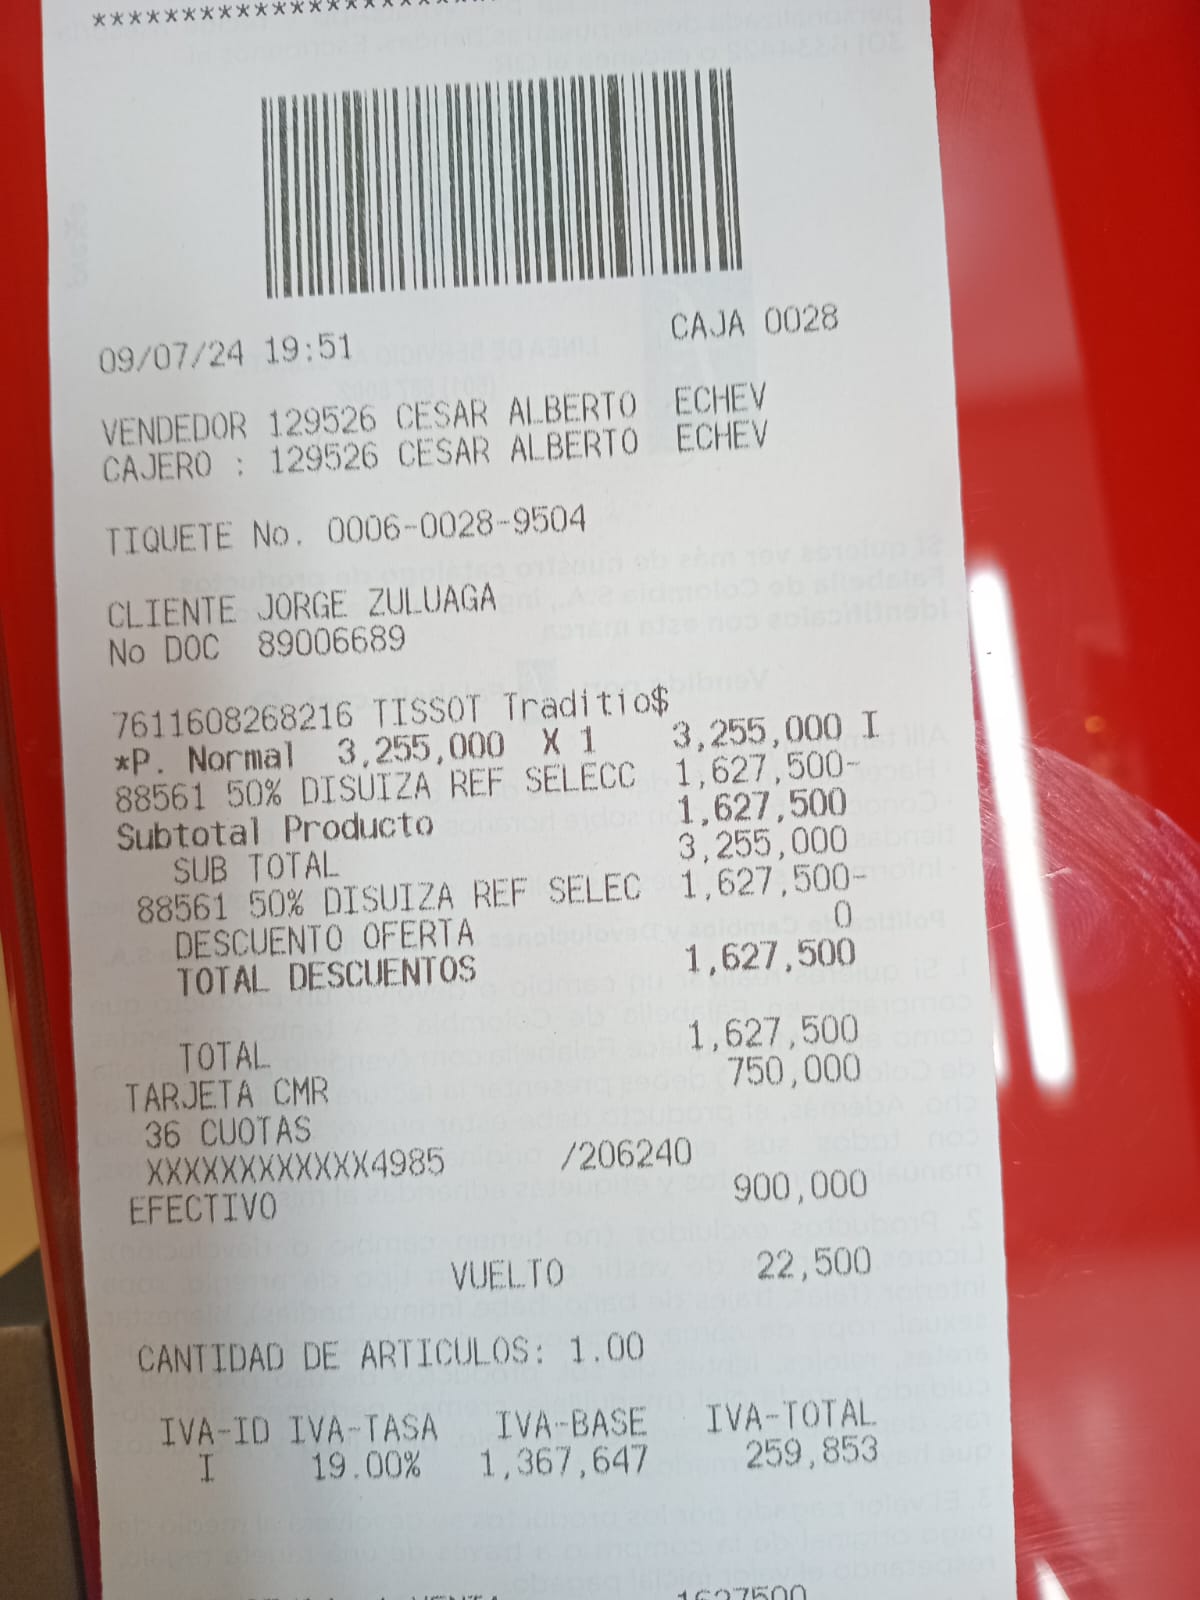 ************************
09/07/24 19:51 CAJA 0028
VENDEDOR 129526 CESAR ALBERTO ECHEV
CAJERO : 129526 CESAR ALBERTO ECHEV
TIQUETE No. 0006-0028-9504
CLIENTE JORGE ZULUAGA
No DOC 89006689
7611608268216 TISSOT Traditio$
*P. Normal 3,255,000 X 1 3,255,000 I
88561 50% DISUIZA REF SELECC 1,627,500-
Subtotal Producto 1,627,500
SUB TOTAL 3,255,000
88561 50% DISUIZA REF SELEC 1,627,500-
DESCUENTO OFERTA 0
TOTAL DESCUENTOS 1,627,500
TOTAL 1,627,500
TARJETA CMR 750,000
36 CUOTAS
XXXXXXXXXXXX4985 /206240
EFECTIVO 900,000
VUELTO 22,500
CANTIDAD DE ARTICULOS: 1.00
IVA-ID IVA-TASA IVA-BASE IVA-TOTAL
I 19.00% 1,367,647 259,853
1627500